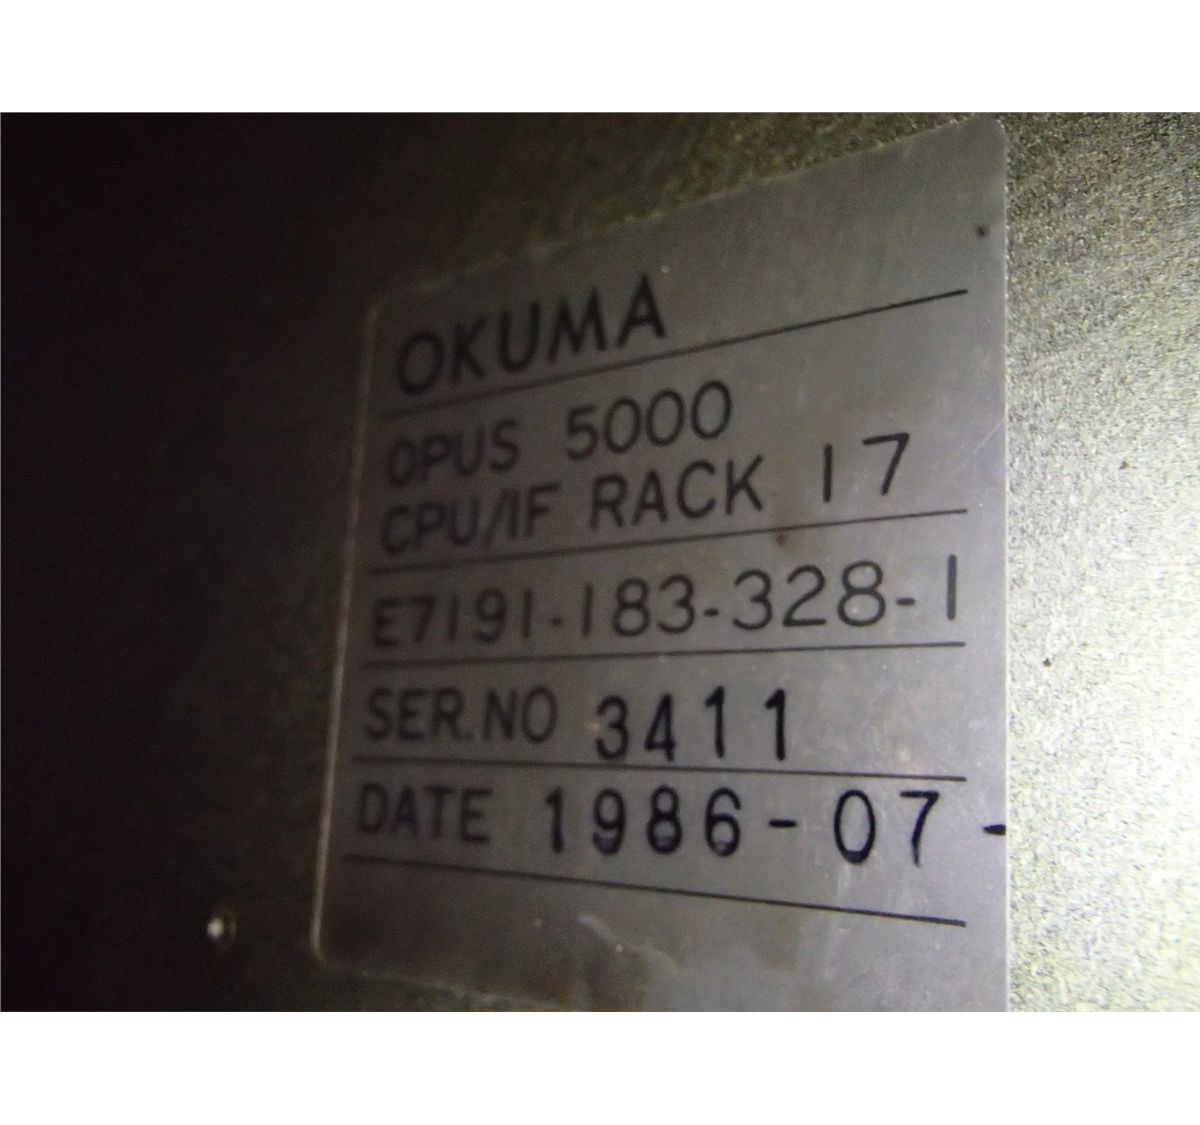 OKUMA
OPUS 5000
CPU/IF RACK 17
E7191-183-328-1
SER.NO 3411
DATE 1986-07-